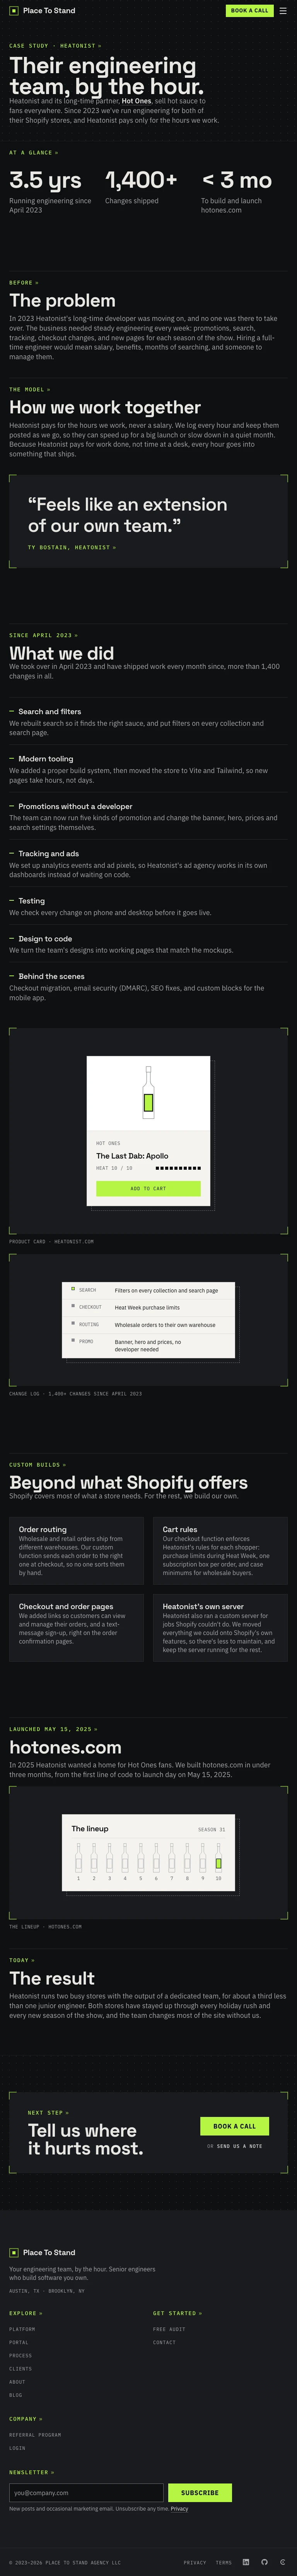 Place To Stand
BOOK A CALL
CASE STUDY · HEATONIST »
Their engineering
team, by the hour.
Heatonist and its long-time partner, Hot Ones, sell hot sauce to
fans everywhere. Since 2023 we've run engineering for both of
their Shopify stores, and Heatonist pays only for the hours we work.
AT A GLANCE »
3.5 yrs
Running engineering since
April 2023
1,400+
Changes shipped
< 3 mo
To build and launch
hotones.com
BEFORE »
The problem
In 2023 Heatonist's long-time developer was moving on, and no one was there to take
over. The business needed steady engineering every week: promotions, search,
tracking, checkout changes, and new pages for each season of the show. Hiring a full-
time engineer would mean salary, benefits, months of searching, and someone to
manage them.
THE MODEL »
How we work together
Heatonist pays for the hours we work, never a salary. We log every hour and keep them
posted as we go, so they can speed up for a big launch or slow down in a quiet month.
Because Heatonist pays for work done, not time at a desk, every hour goes into
something that ships.
“Feels like an extension
of our own team.”
TY BOSTAIN, HEATONIST »
SINCE APRIL 2023 »
What we did
We took over in April 2023 and have shipped work every month since, more than 1,400
changes in all.
Search and filters
We rebuilt search so it finds the right sauce, and put filters on every collection and
search page.
Modern tooling
We added a proper build system, then moved the store to Vite and Tailwind, so new
pages take hours, not days.
Promotions without a developer
The team can now run five kinds of promotion and change the banner, hero, prices and
search settings themselves.
Tracking and ads
We set up analytics events and ad pixels, so Heatonist's ad agency works in its own
dashboards instead of waiting on code.
Testing
We check every change on phone and desktop before it goes live.
Design to code
We turn the team's designs into working pages that match the mockups.
Behind the scenes
Checkout migration, email security (DMARC), SEO fixes, and custom blocks for the
mobile app.
HOT ONES
The Last Dab: Apollo
HEAT 10 / 10
ADD TO CART
PRODUCT CARD · HEATONIST.COM
SEARCH Filters on every collection and search page
CHECKOUT Heat Week purchase limits
ROUTING Wholesale orders to their own warehouse
PROMO Banner, hero and prices, no
developer needed
CHANGE LOG · 1,400+ CHANGES SINCE APRIL 2023
CUSTOM BUILDS »
Beyond what Shopify offers
Shopify covers most of what a store needs. For the rest, we build our own.
Order routing
Wholesale and retail orders ship from
different warehouses. Our custom
function sends each order to the right
one at checkout, so no one sorts them
by hand.
Cart rules
Our checkout function enforces
Heatonist's rules for each shopper:
purchase limits during Heat Week, one
subscription box per order, and case
minimums for wholesale buyers.
Checkout and order pages
We added links so customers can view
and manage their orders, and a text-
message sign-up, right on the order
confirmation pages.
Heatonist's own server
Heatonist also ran a custom server for
jobs Shopify couldn't do. We moved
everything we could onto Shopify's own
features, so there's less to maintain, and
keep the server running for the rest.
LAUNCHED MAY 15, 2025 »
hotones.com
In 2025 Heatonist wanted a home for Hot Ones fans. We built hotones.com in under
three months, from the first line of code to launch day on May 15, 2025.
The lineup
SEASON 31
1 2 3 4 5 6 7 8 9 10
THE LINEUP · HOTONES.COM
TODAY »
The result
Heatonist runs two busy stores with the output of a dedicated team, for about a third less
than one junior engineer. Both stores have stayed up through every holiday rush and
every new season of the show, and the team changes most of the site without us.
NEXT STEP »
Tell us where
it hurts most.
BOOK A CALL
OR SEND US A NOTE
Place To Stand
Your engineering team, by the hour. Senior engineers
who build software you own.
AUSTIN, TX · BROOKLYN, NY
EXPLORE »
PLATFORM
PORTAL
PROCESS
CLIENTS
ABOUT
BLOG
GET STARTED »
FREE AUDIT
CONTACT
COMPANY »
REFERRAL PROGRAM
LOGIN
NEWSLETTER »
you@company.com
SUBSCRIBE
New posts and occasional marketing email. Unsubscribe any time. Privacy
© 2023–2026 PLACE TO STAND AGENCY LLC
PRIVACY
TERMS